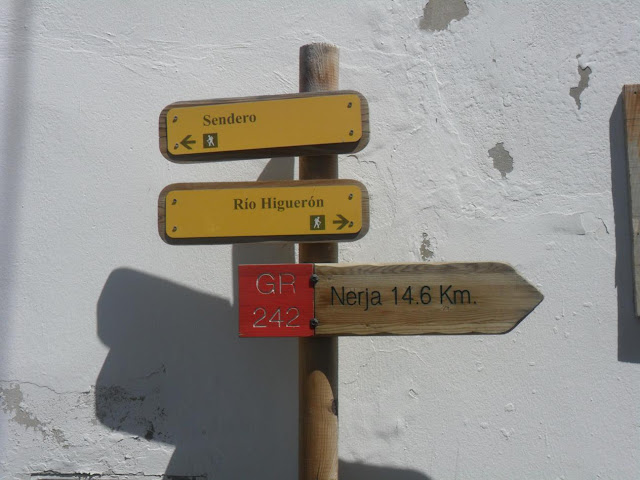 Sendero
Río Higuerón
GR
242
Nerja 14.6 Km.